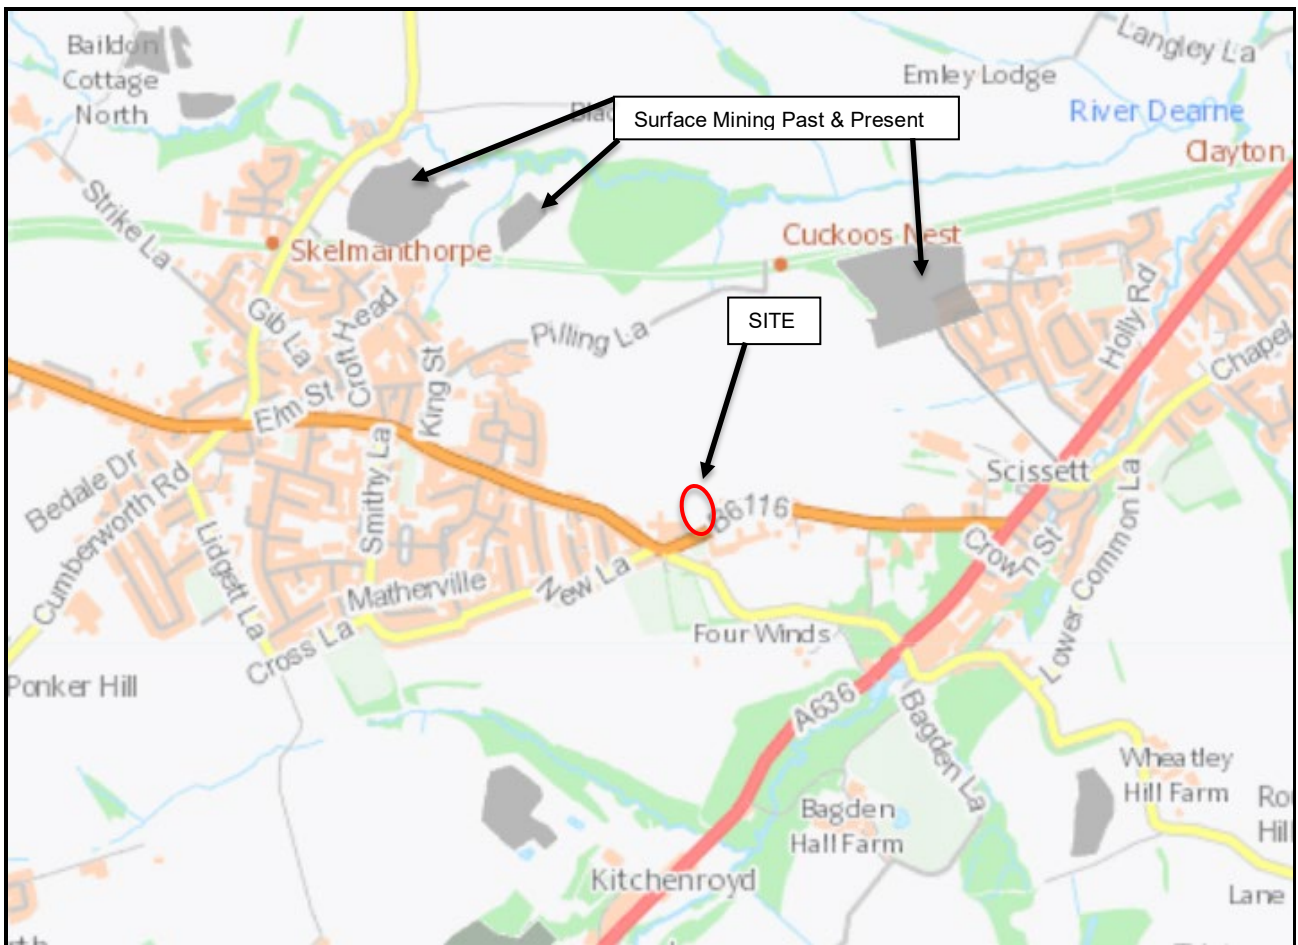 Baildon
Cottage
North
Langley La
Emley Lodge
River Dearne
Surface Mining Past & Present
Clayton
Strike La
Skelmanthorpe
Cuckoos Nest
SITE
Gib La
Croft Head
Pilling La
King St
Holly Rd
Chapel
Elm St
Smithy La
Bedale Dr
Cumberworth Rd
Scissett
B6116
Lidgett La
Crown St
Lower Common La
Matherville
New La
Cross La
Four Winds
Ponker Hill
A636
Bagden La
Wheatley
Hill Farm
Bagden
Hall Farm
Kitchenroyd
Lane